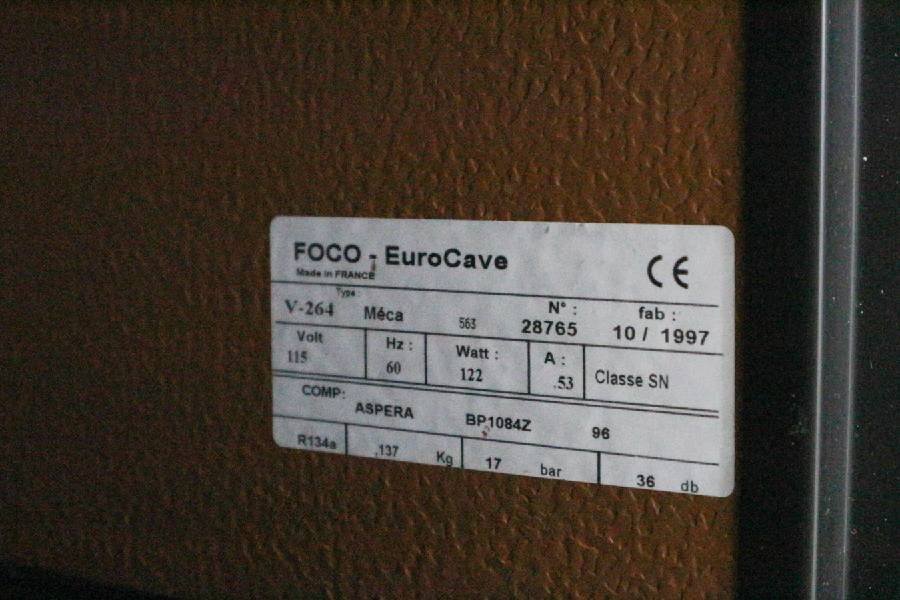 FOCO - EuroCave
Made in FRANCE
CE
Type :
V-264 Méca 563 N° : 28765 fab : 10 / 1997
Volt 115 Hz : 60 Watt : 122 A : .53 Classe SN
COMP: ASPERA BP1084Z 96
R134a .137 Kg 17 bar 36 db